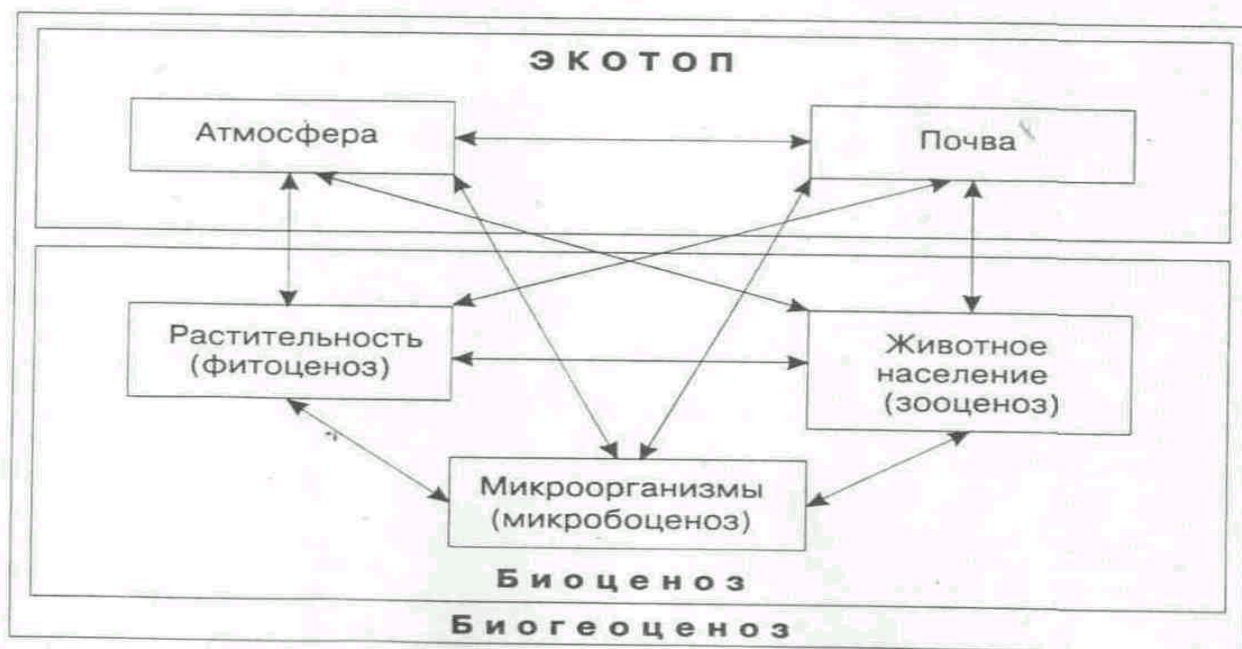 ЭКОТОП
Атмосфера
Почва
Растительность
(фитоценоз)
Животное
население
(зооценоз)
Микроорганизмы
(микробоценоз)
Биоценоз
Биогеоценоз